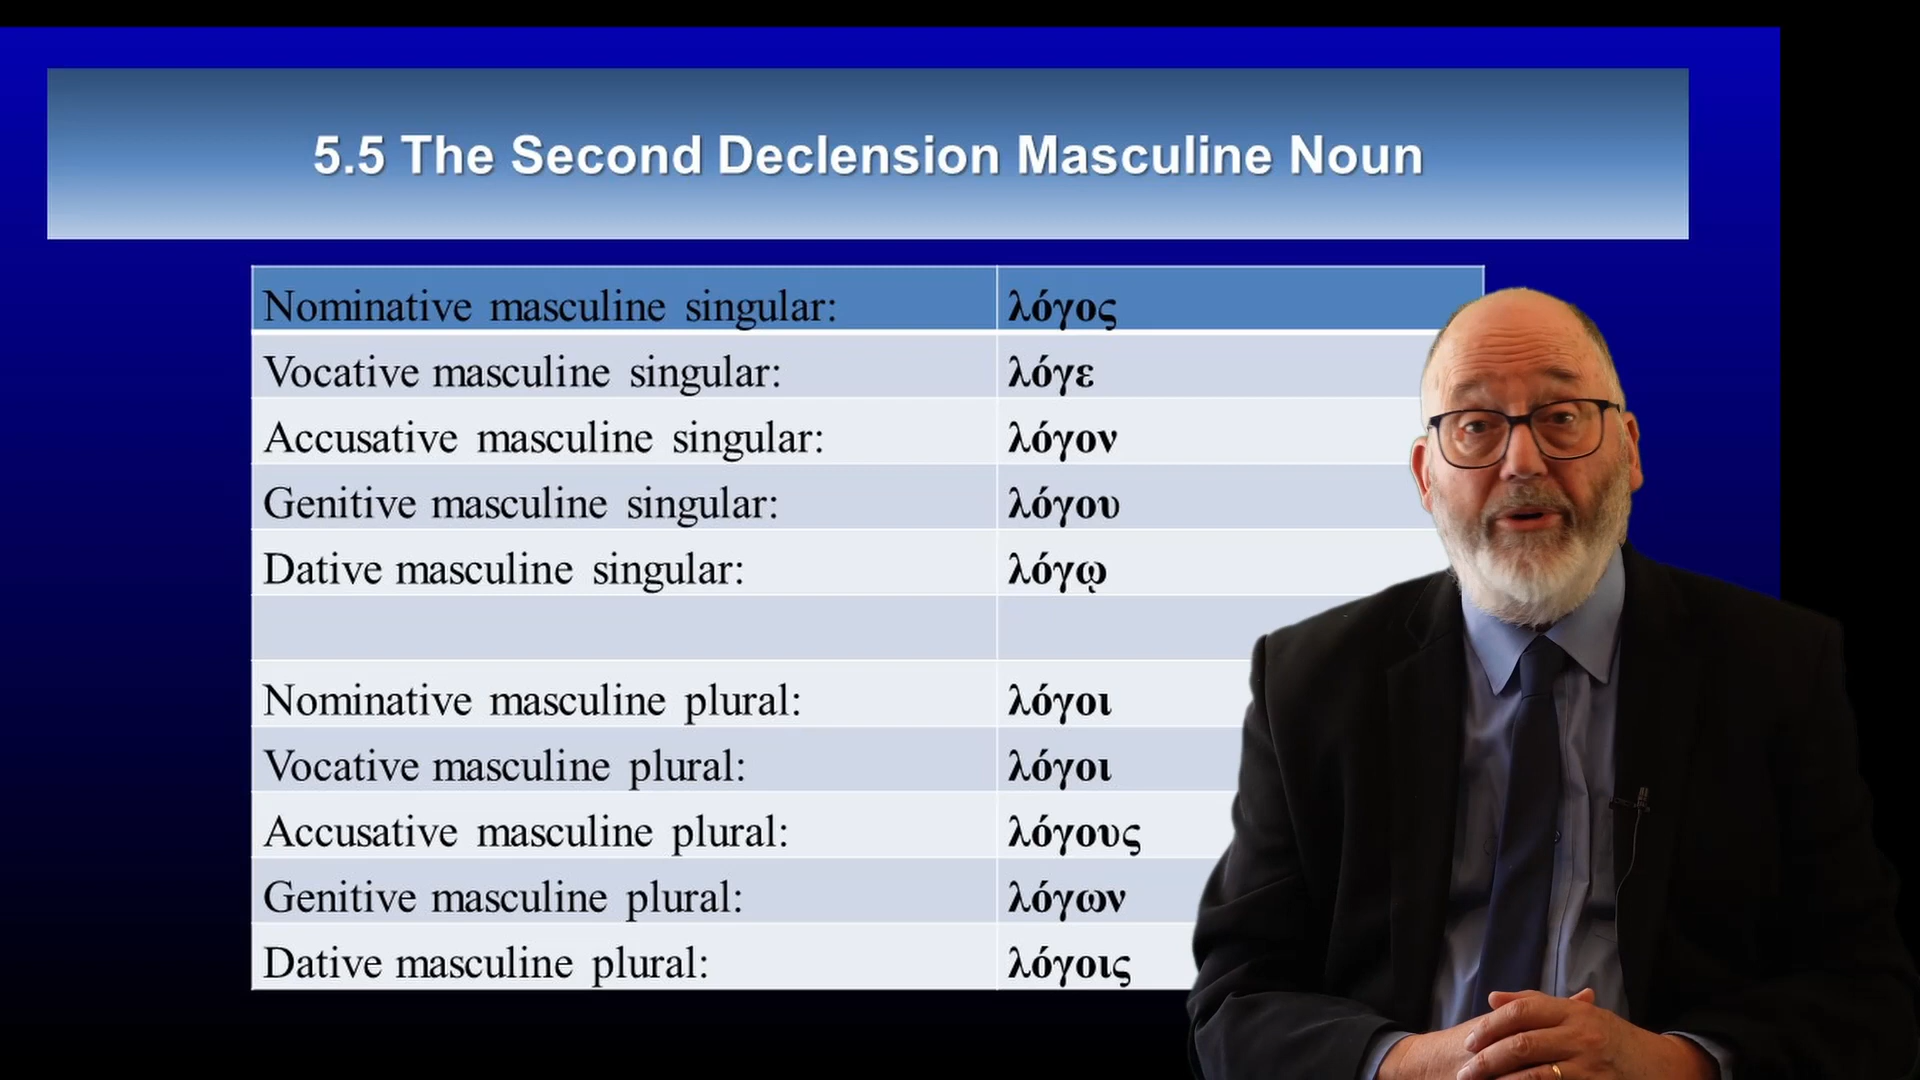 5.5 The Second Declension Masculine Noun
Nominative masculine singular: λόγος
Vocative masculine singular: λόγε
Accusative masculine singular: λόγον
Genitive masculine singular: λόγου
Dative masculine singular: λόγῳ
Nominative masculine plural: λόγοι
Vocative masculine plural: λόγοι
Accusative masculine plural: λόγους
Genitive masculine plural: λόγων
Dative masculine plural: λόγοις